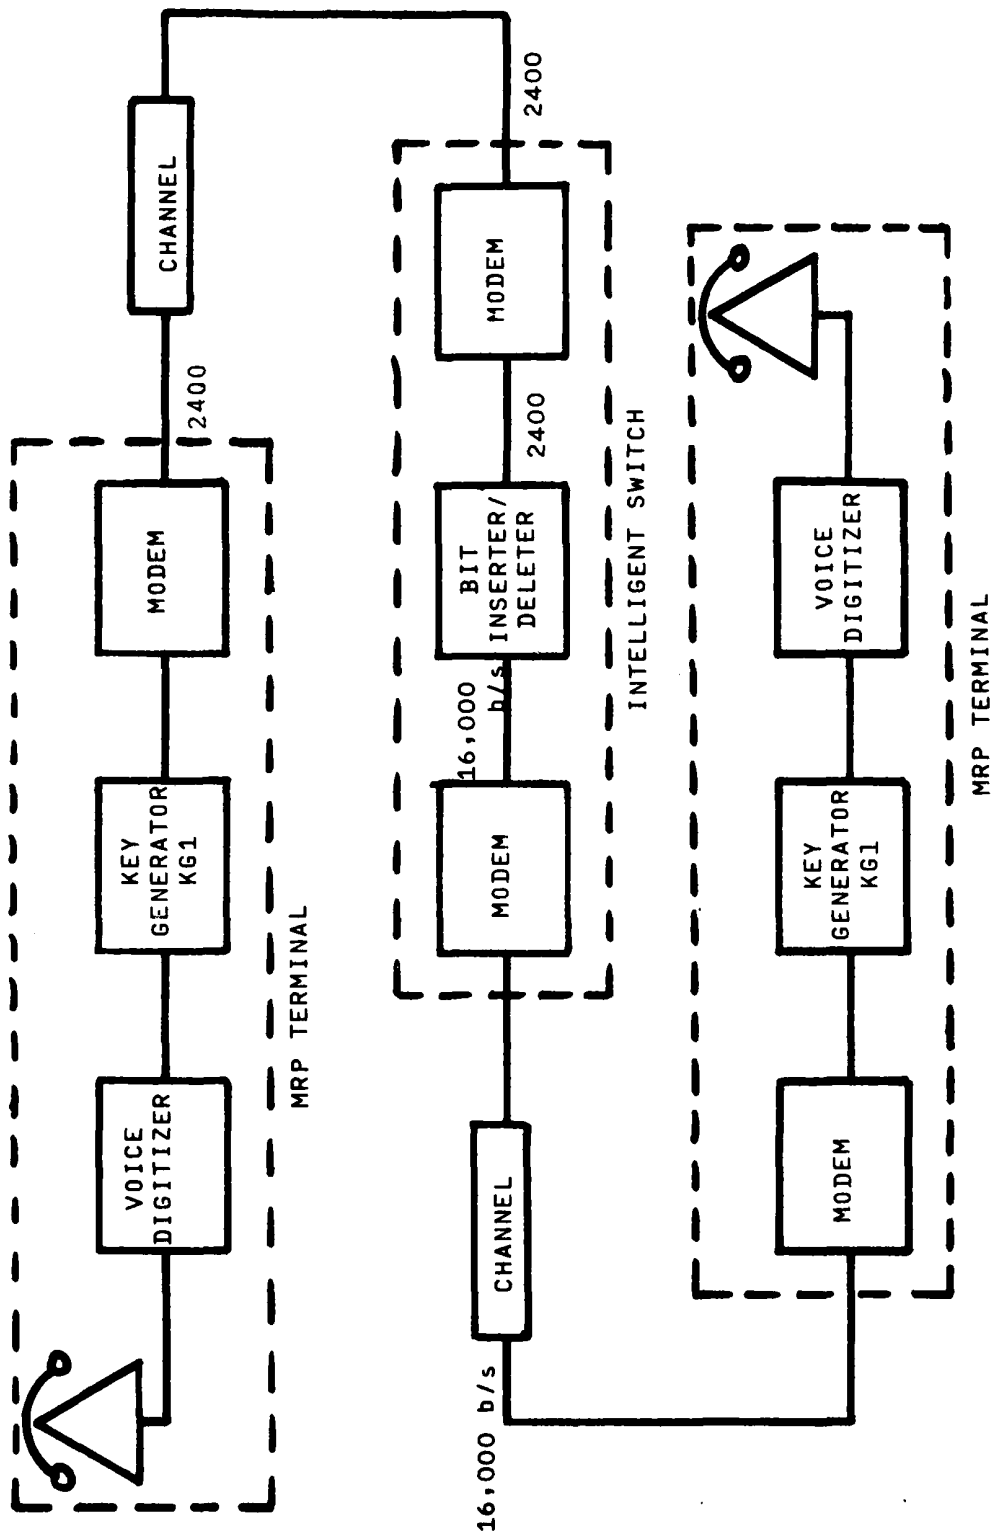 VOICE
DIGITIZER
KEY
GENERATOR
KG1
MODEM
2400
CHANNEL
MRP TERMINAL
16,000 b/s
CHANNEL
MODEM
16,000
b/s
BIT
INSERTER/
DELETER
2400
MODEM
2400
INTELLIGENT SWITCH
MODEM
KEY
GENERATOR
KG1
VOICE
DIGITIZER
MRP TERMINAL